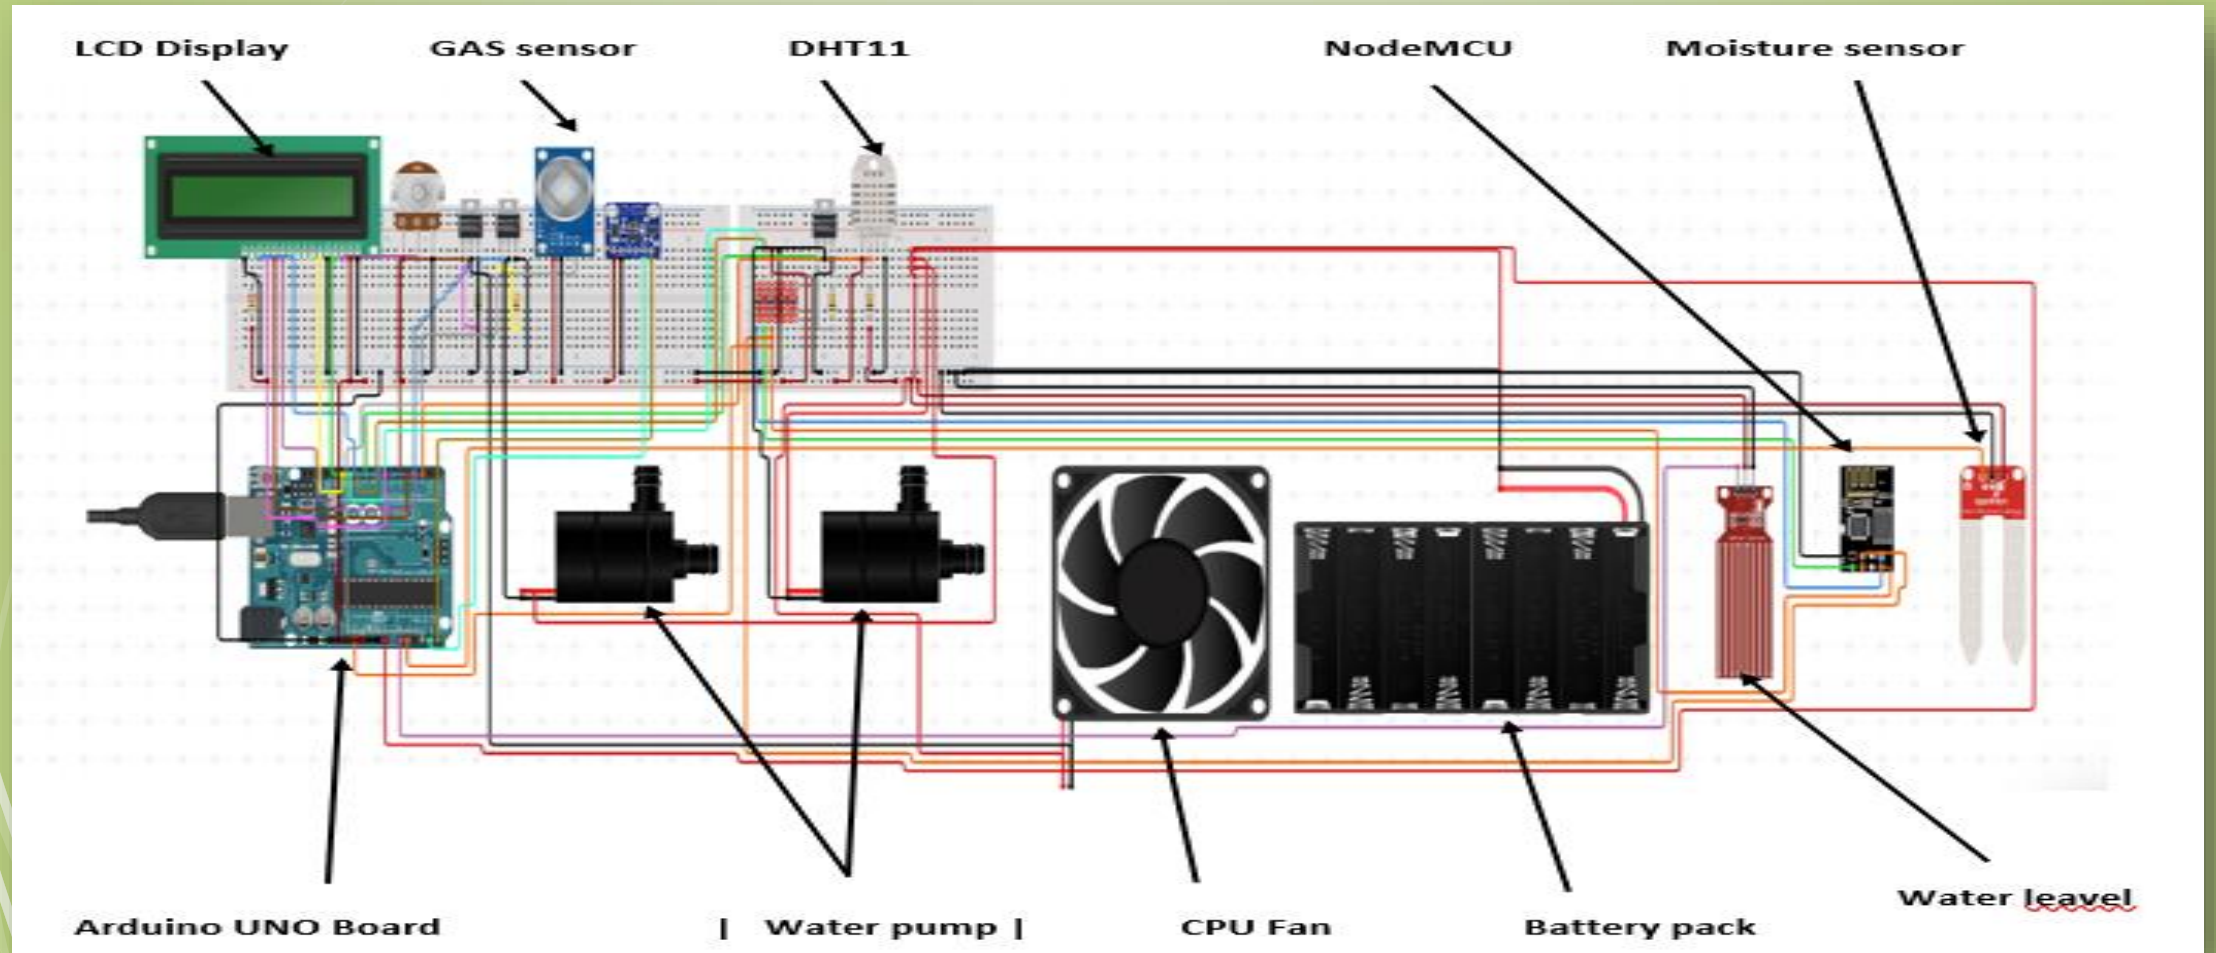 LCD Display
GAS sensor
DHT11
NodeMCU
Moisture sensor
Water leavel
Arduino UNO Board
| Water pump |
CPU Fan
Battery pack